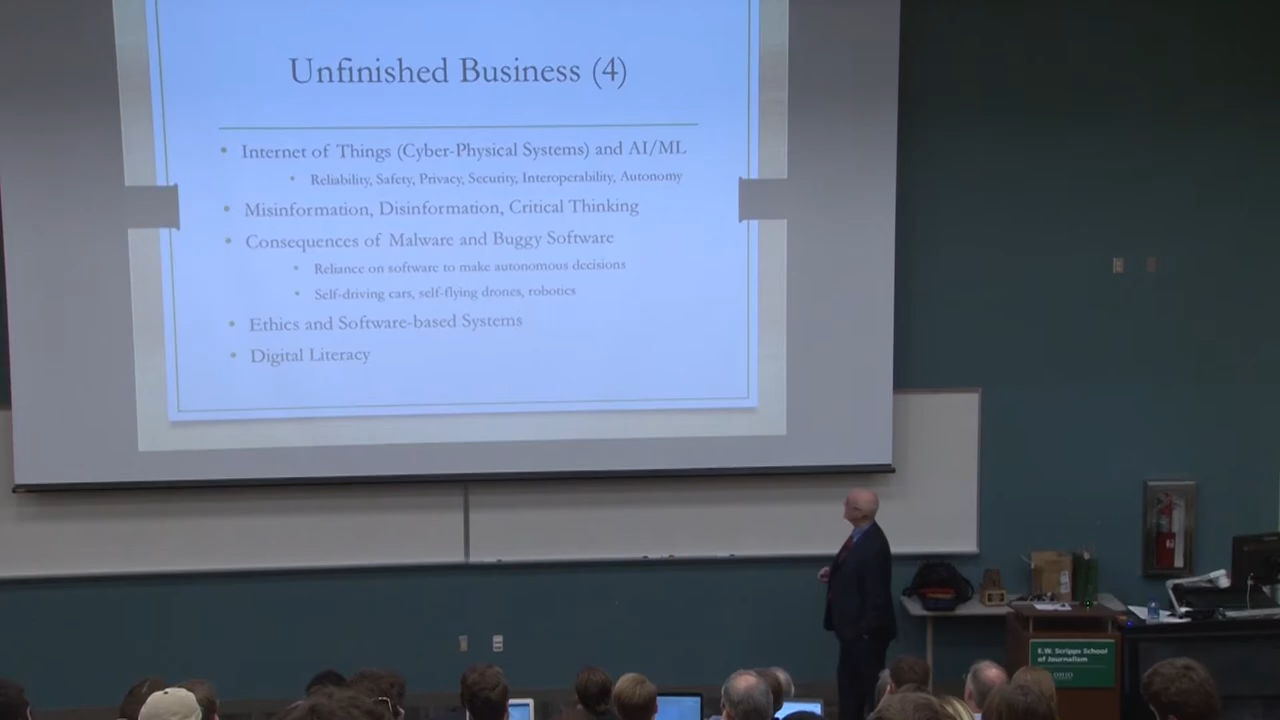 Unfinished Business (4)
Internet of Things (Cyber-Physical Systems) and AI/ML
Reliability, Safety, Privacy, Security, Interoperability, Autonomy
Misinformation, Disinformation, Critical Thinking
Consequences of Malware and Buggy Software
Reliance on software to make autonomous decisions
Self-driving cars, self-flying drones, robotics
Ethics and Software-based Systems
Digital Literacy
E.W. Scripps School
of Journalism
OHIO